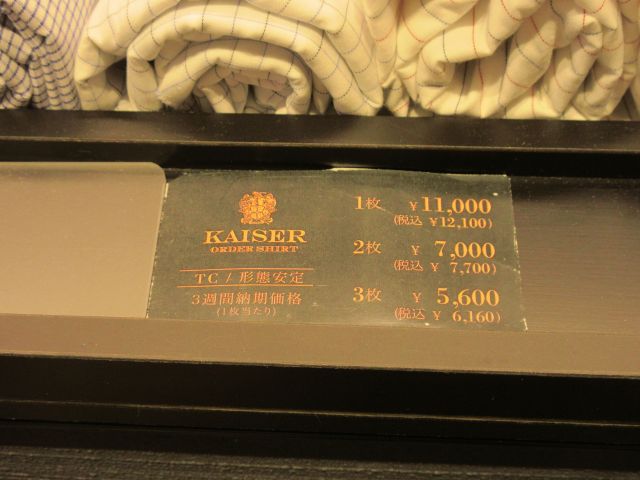 KAISER
ORDER SHIRT
TC / 形態安定
3週間納期価格
(1枚当たり)
1枚 ¥11,000
(税込 ¥12,100)
2枚 ¥ 7,000
(税込 ¥ 7,700)
3枚 ¥ 5,600
(税込 ¥ 6,160)